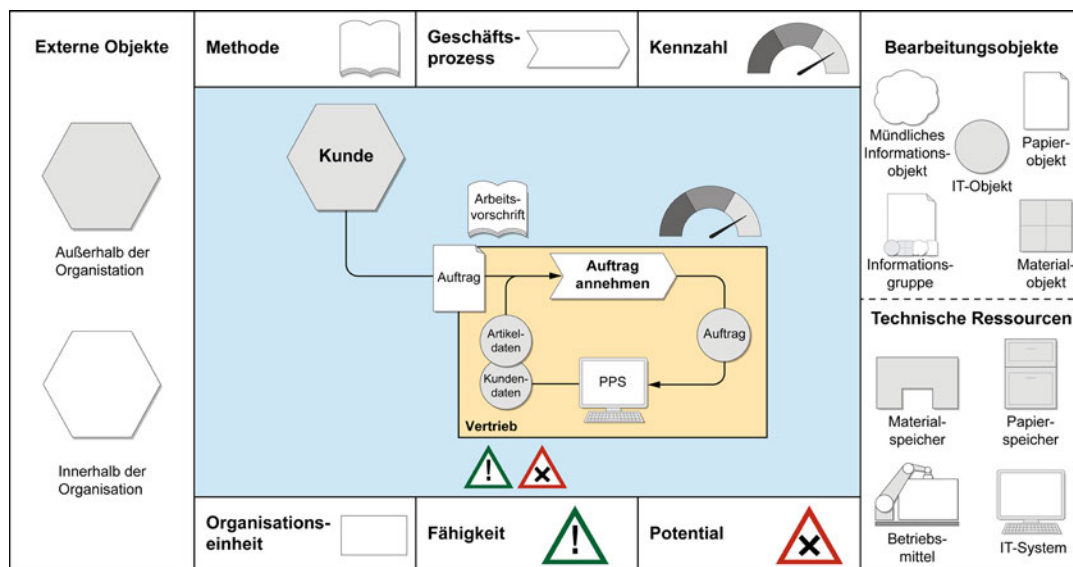 Externe Objekte
Außerhalb der
Organistation
Innerhalb der
Organisation
Methode
Geschäfts-
prozess
Kennzahl
Kunde
Arbeits-
vorschrift
Auftrag
Auftrag
annehmen
Artikel-
daten
Kunden-
daten
PPS
Auftrag
Vertrieb
!
×
Organisations-
einheit
Fähigkeit
!
Potential
×
Bearbeitungsobjekte
Mündliches
Informations-
objekt
IT-Objekt
Papier-
objekt
Informations-
gruppe
Material-
objekt
Technische Ressourcen
Material-
speicher
Papier-
speicher
Betriebs-
mittel
IT-System